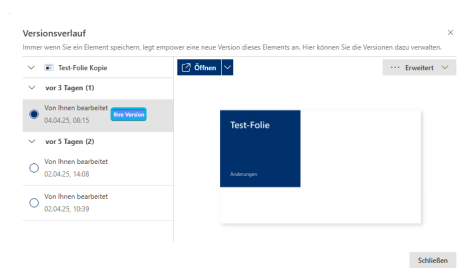 Versionsverlauf
Immer wenn Sie ein Element speichern, legt empower eine neue Version dieses Elements an. Hier können Sie die Versionen dazu verwalten.
Test-Folie Kopie
Öffnen
Erweitert
vor 3 Tagen (1)
Von Ihnen bearbeitet
Ihre Version
04.04.25, 08:15
vor 5 Tagen (2)
Von Ihnen bearbeitet
02.04.25, 14:08
Von Ihnen bearbeitet
02.04.25, 10:39
Test-Folie
Änderungen
Schließen